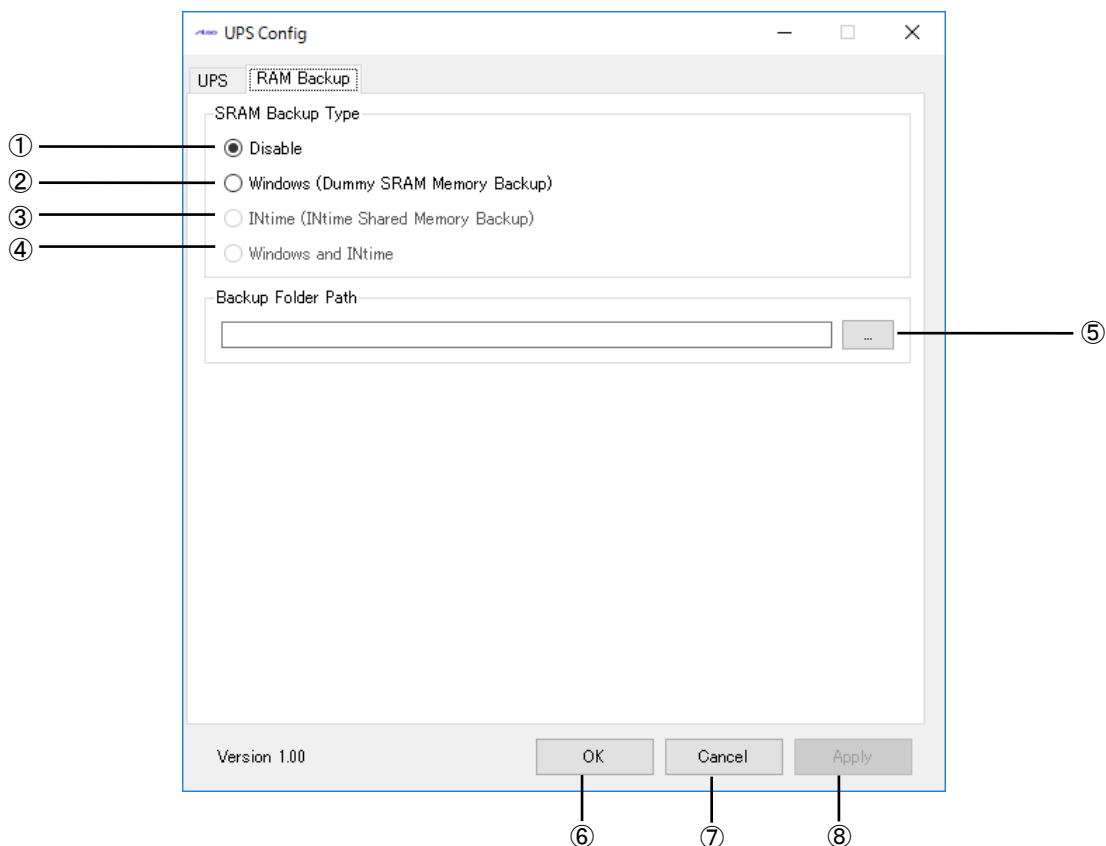 UPS Config
UPS
RAM Backup
SRAM Backup Type
① Disable
② Windows (Dummy SRAM Memory Backup)
③ INtime (INtime Shared Memory Backup)
④ Windows and INtime
Backup Folder Path
... ⑤
Version 1.00 OK Cancel Apply
⑥ ⑦ ⑧